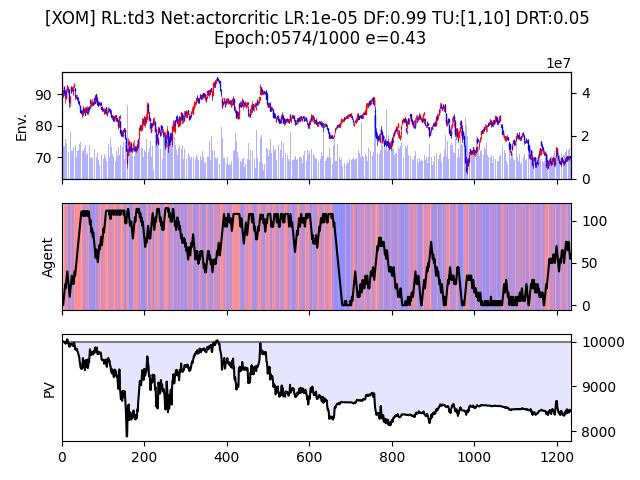 [XOM] RL:td3 Net:actorcritic LR:1e-05 DF:0.99 TU:[1,10] DRT:0.05
Epoch:0574/1000 e=0.43
1e7
Env.
90
80
70
4
2
0
Agent
100
50
0
PV
10000
9000
8000
0 200 400 600 800 1000 1200